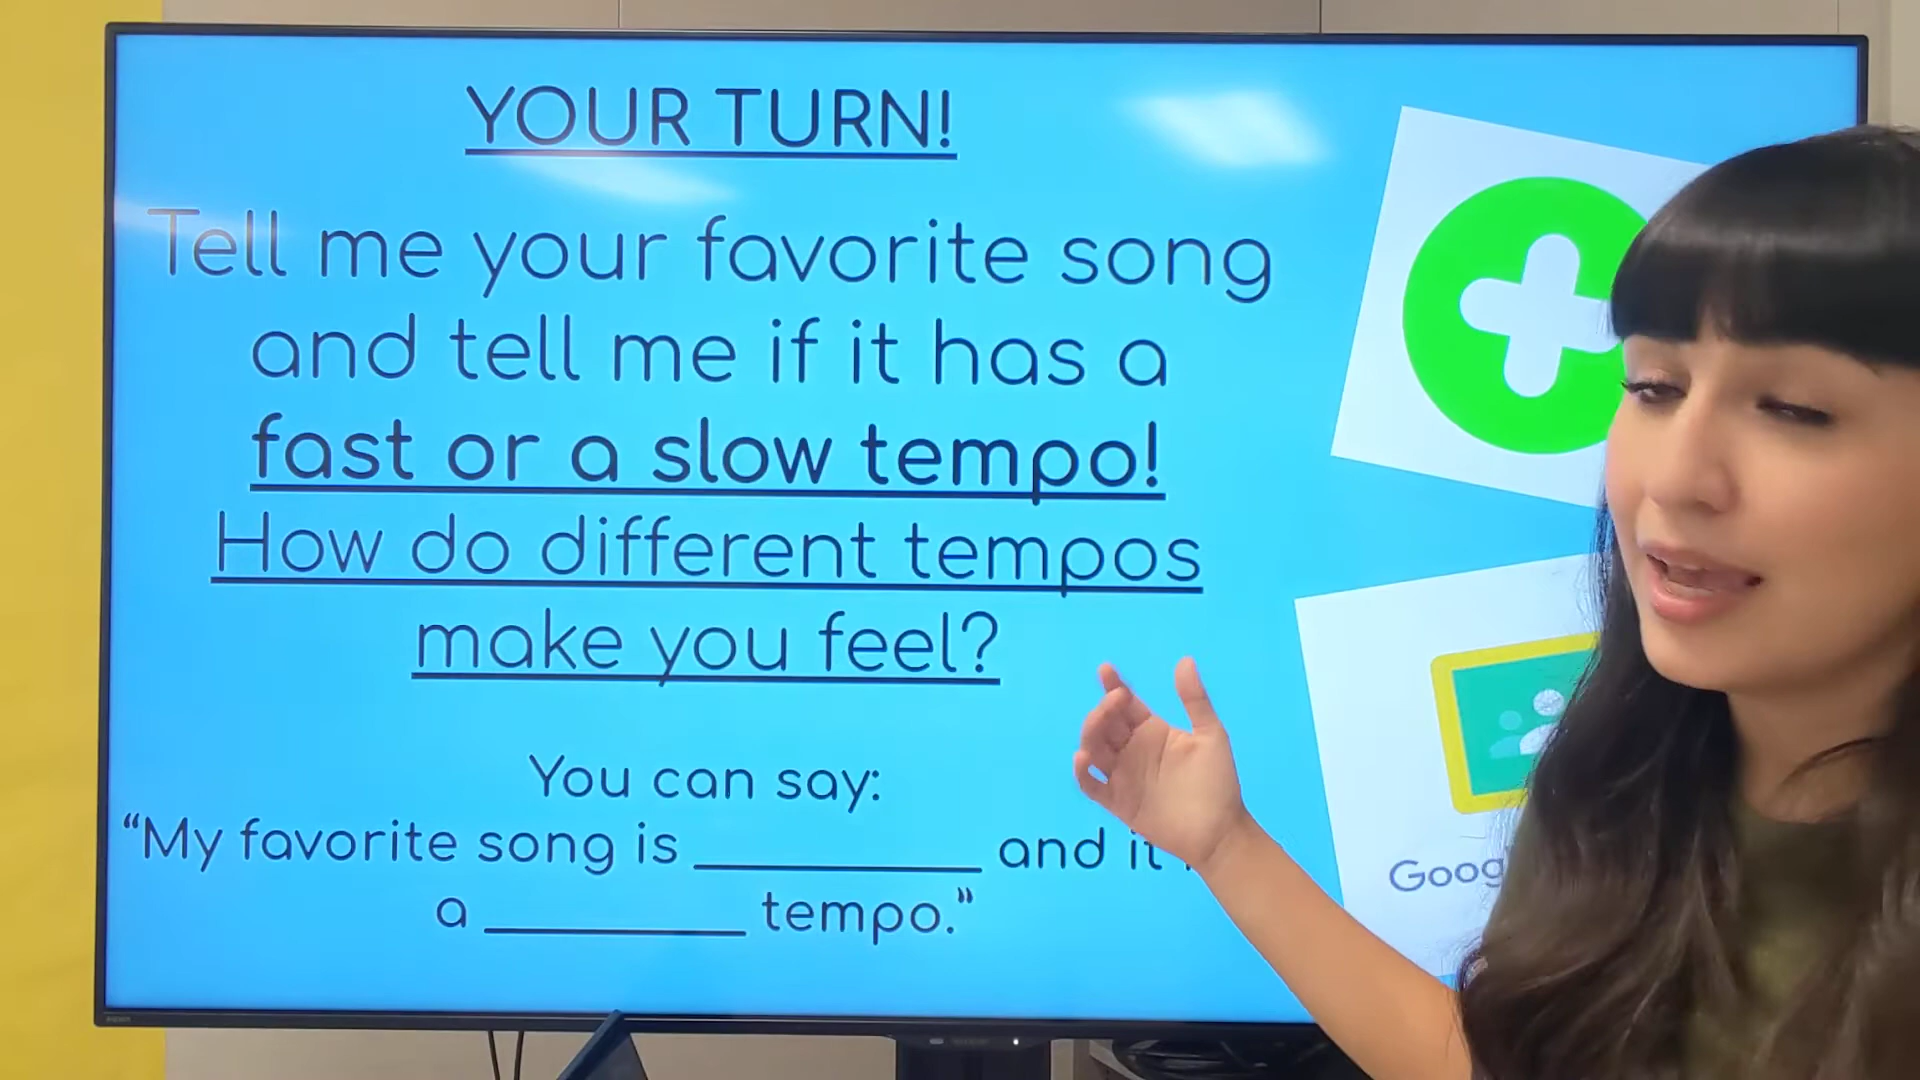 YOUR TURN!
Tell me your favorite song
and tell me if it has a
fast or a slow tempo!
How do different tempos
make you feel?
You can say:
“My favorite song is __________ and it
a _________ tempo.”